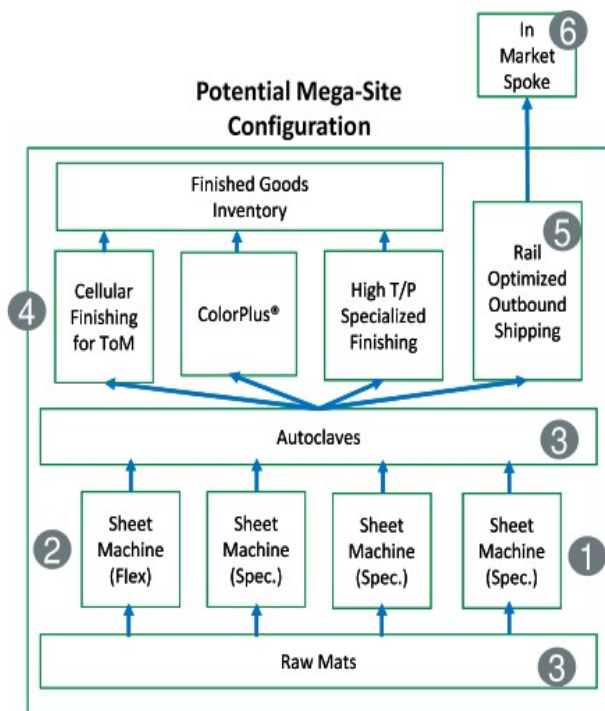 In
Market
Spoke
6
Potential Mega-Site
Configuration
Finished Goods
Inventory
4
Cellular
Finishing
for ToM
ColorPlus®
High T/P
Specialized
Finishing
5
Rail
Optimized
Outbound
Shipping
Autoclaves
3
2
Sheet
Machine
(Flex)
Sheet
Machine
(Spec.)
Sheet
Machine
(Spec.)
Sheet
Machine
(Spec.)
1
Raw Mats
3